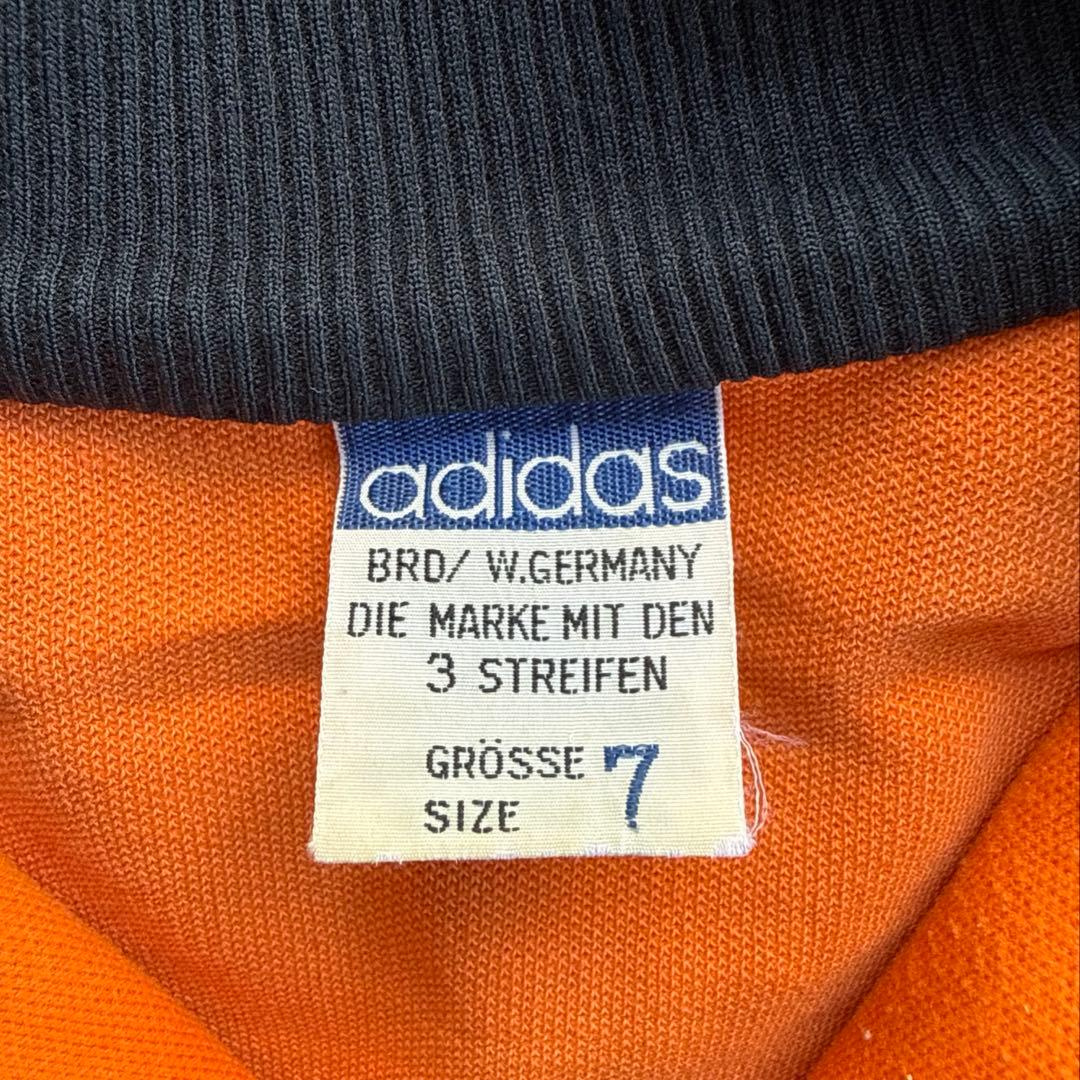 adidas
BRD/ W.GERMANY
DIE MARKE MIT DEN
3 STREIFEN
GRÖSSE 7
SIZE